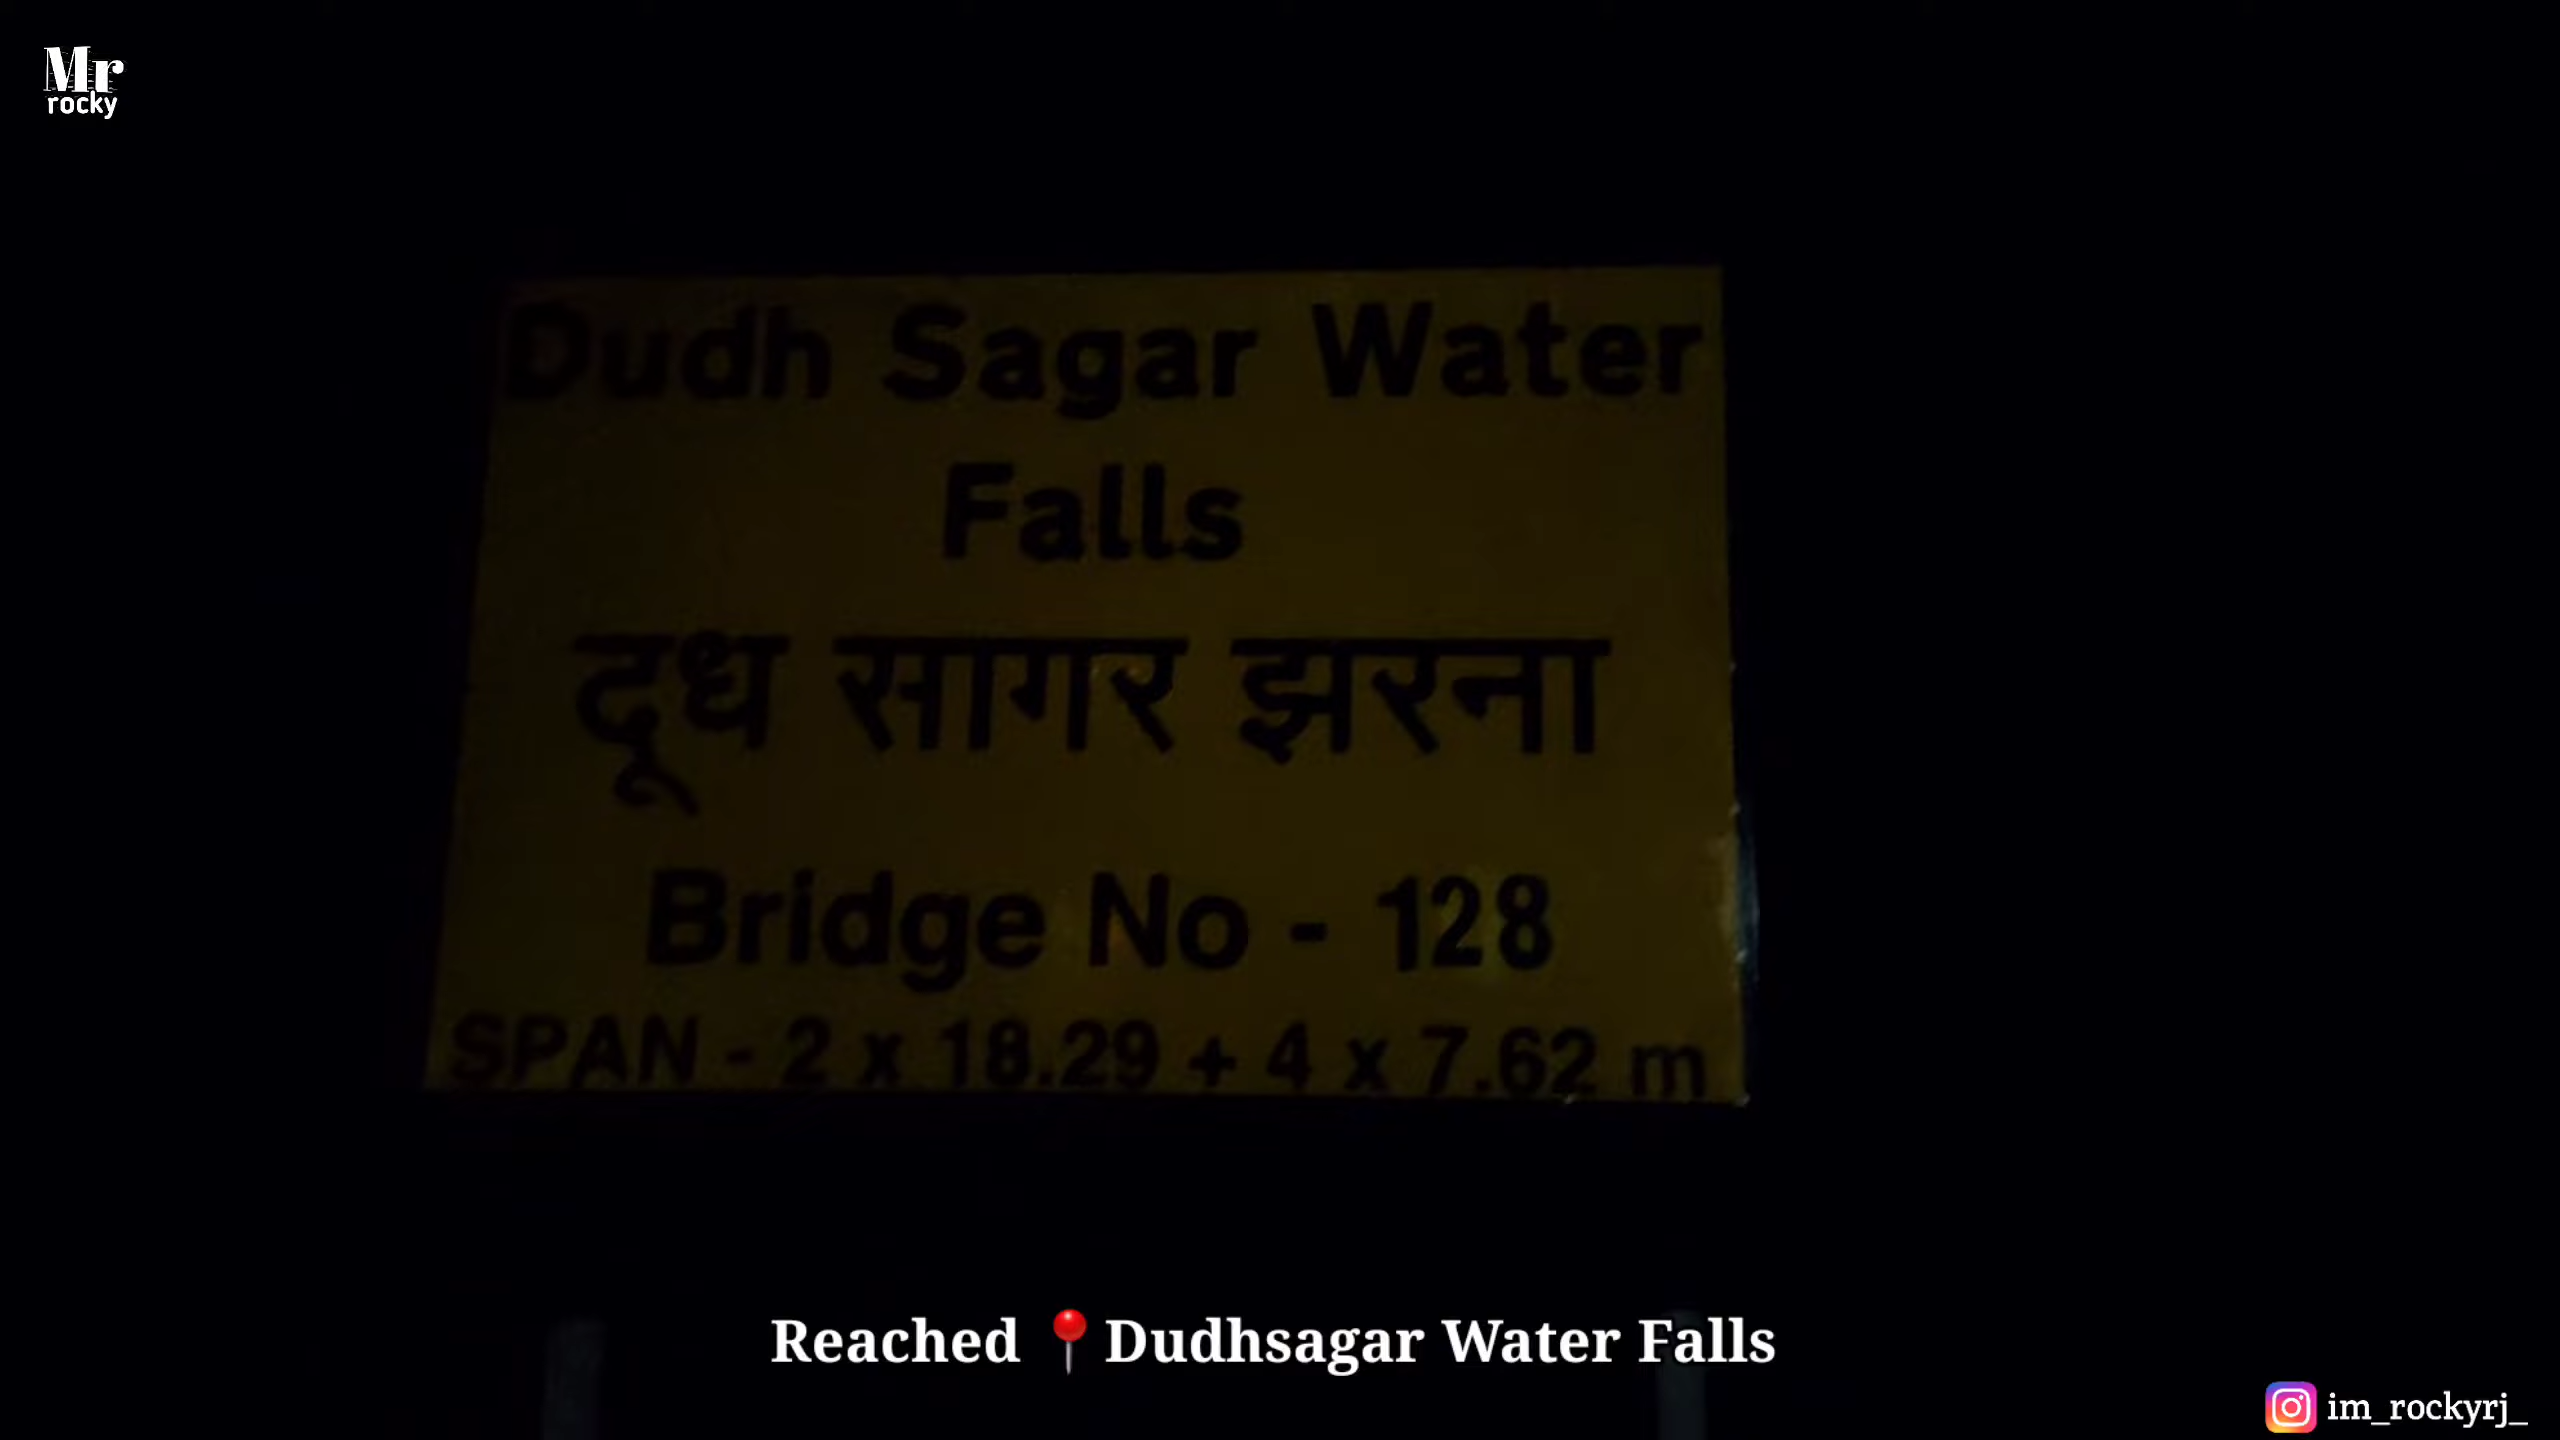 Mr
rocky
Dudh Sagar Water
Falls
दूध सागर झरना
Bridge No - 128
SPAN - 2 x 18.29 + 4 x 7.62 m
Reached 📍Dudhsagar Water Falls
im_rockyrj_